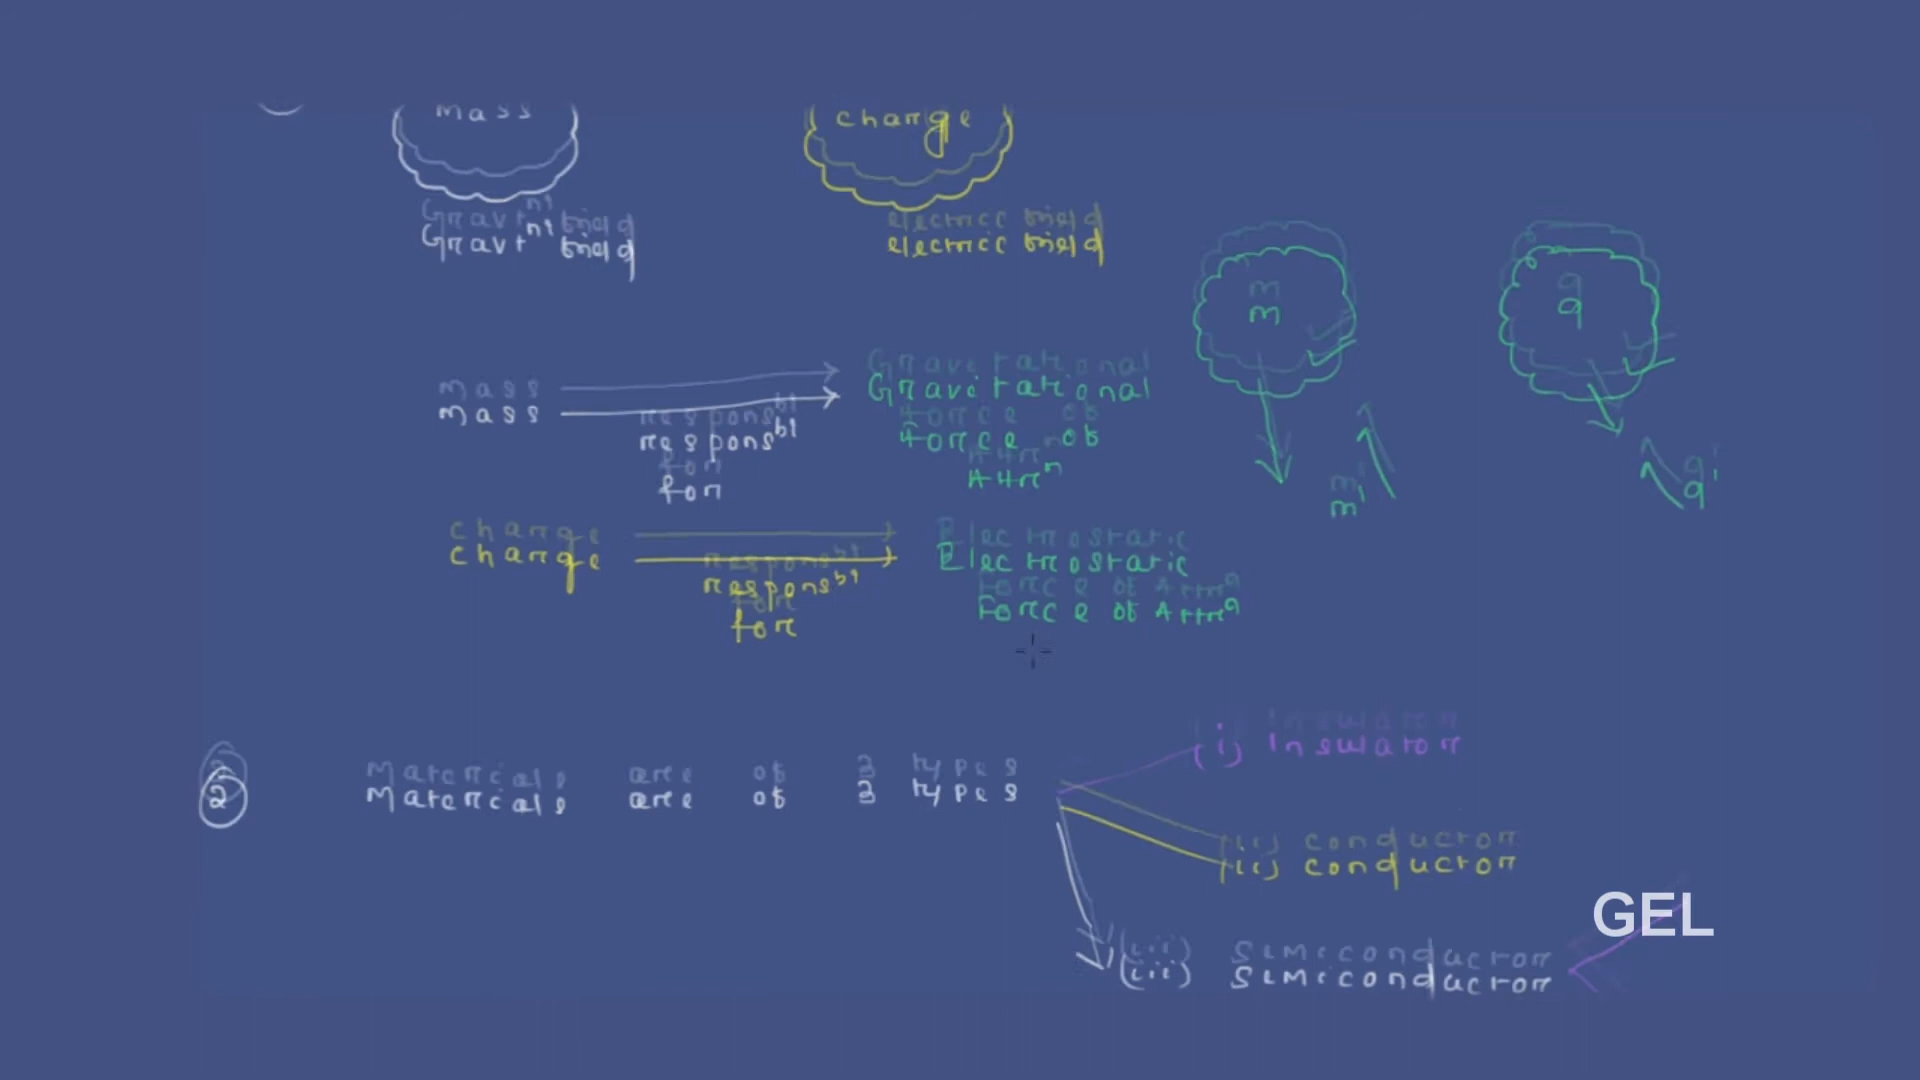 mass
charge
Gravitnl field
electric field
m
q
mass
responsbl
for
Gravitational
force of
Attrn
m'
q'
charge
responsbl
for
Electrostatic
Force of Attrn
2
Materials are of 3 types
(i) Insulator
(ii) conductor
(iii) Semiconductor
GEL